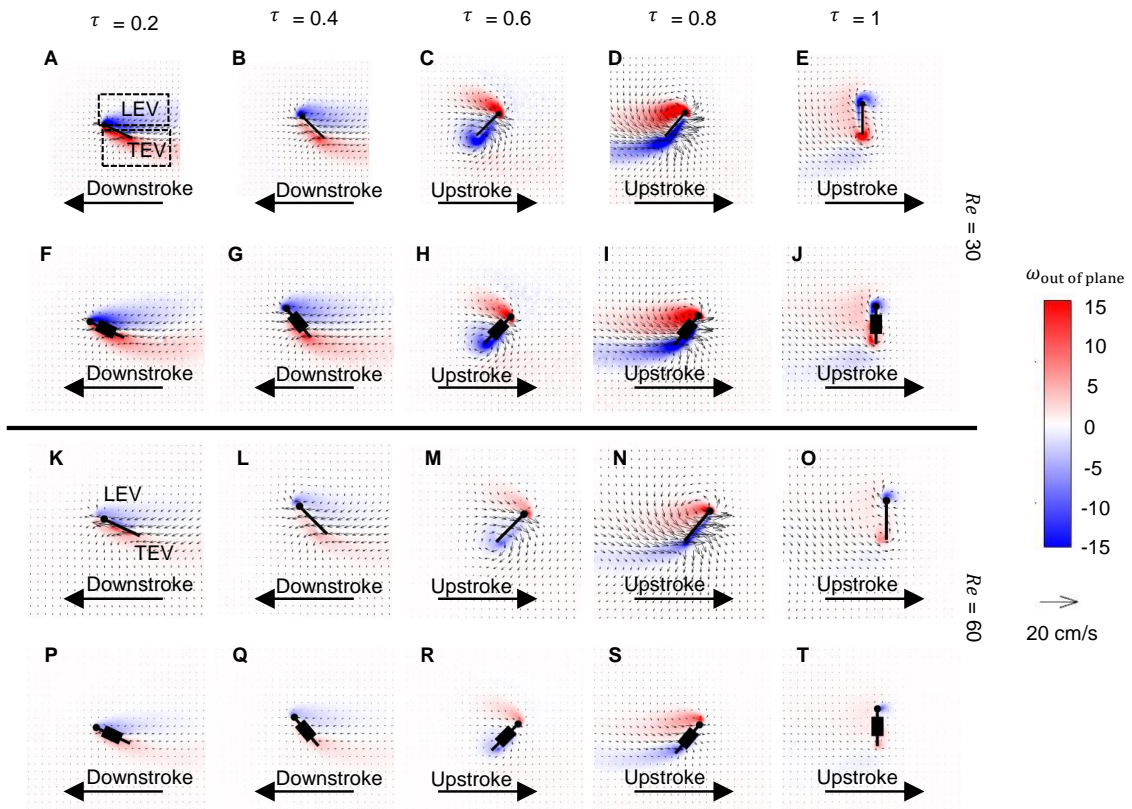 τ = 0.2
τ = 0.4
τ = 0.6
τ = 0.8
τ = 1
A
B
C
D
E
LEV
TEV
Downstroke
Downstroke
Upstroke
Upstroke
Upstroke
Re = 30
F
G
H
I
J
Downstroke
Downstroke
Upstroke
Upstroke
Upstroke
K
L
M
N
O
LEV
TEV
Downstroke
Downstroke
Upstroke
Upstroke
Upstroke
Re = 60
P
Q
R
S
T
Downstroke
Downstroke
Upstroke
Upstroke
Upstroke
ωout of plane
15
10
5
0
-5
-10
-15
20 cm/s